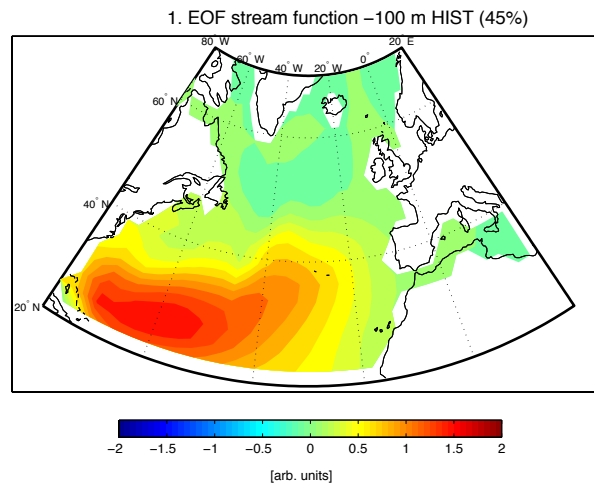 1. EOF stream function −100 m HIST (45%)
80° W 20° E
60° W 40° W 20° W 0°
60° N
40° N
20° N
−2 −1.5 −1 −0.5 0 0.5 1 1.5 2
[arb. units]